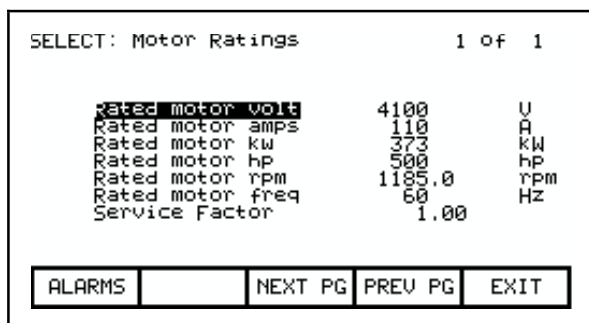 SELECT: Motor Ratings 1 of 1
Rated motor volt 4100 V
Rated motor amps 110 A
Rated motor kw 373 kW
Rated motor hp 500 hp
Rated motor rpm 1185.0 rpm
Rated motor freq 60 Hz
Service Factor 1.00
ALARMS NEXT PG PREV PG EXIT